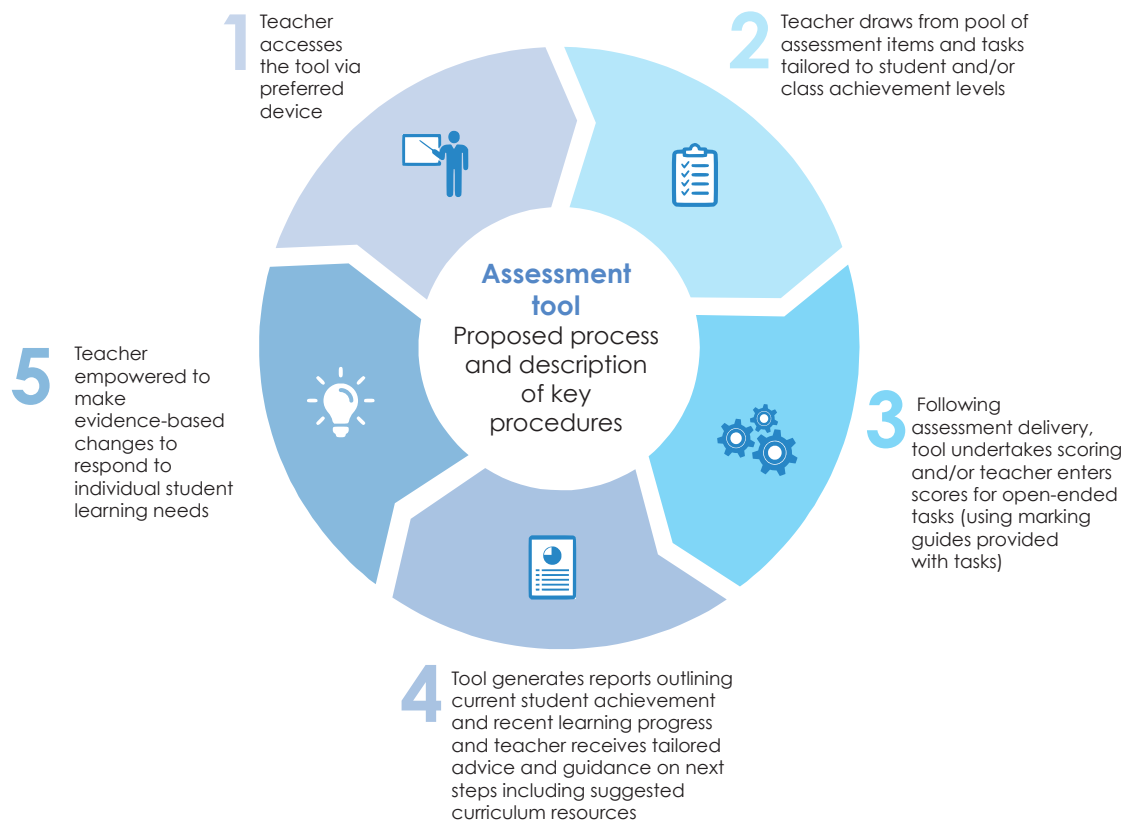 1
Teacher
accesses
the tool via
preferred
device
2
Teacher draws from pool of
assessment items and tasks
tailored to student and/or
class achievement levels
Assessment
tool
Proposed process
and description
of key
procedures
3
Following
assessment delivery,
tool undertakes scoring
and/or teacher enters
scores for open-ended
tasks (using marking
guides provided
with tasks)
4
Tool generates reports outlining
current student achievement
and recent learning progress
and teacher receives tailored
advice and guidance on next
steps including suggested
curriculum resources
5
Teacher
empowered to
make
evidence-based
changes to
respond to
individual student
learning needs